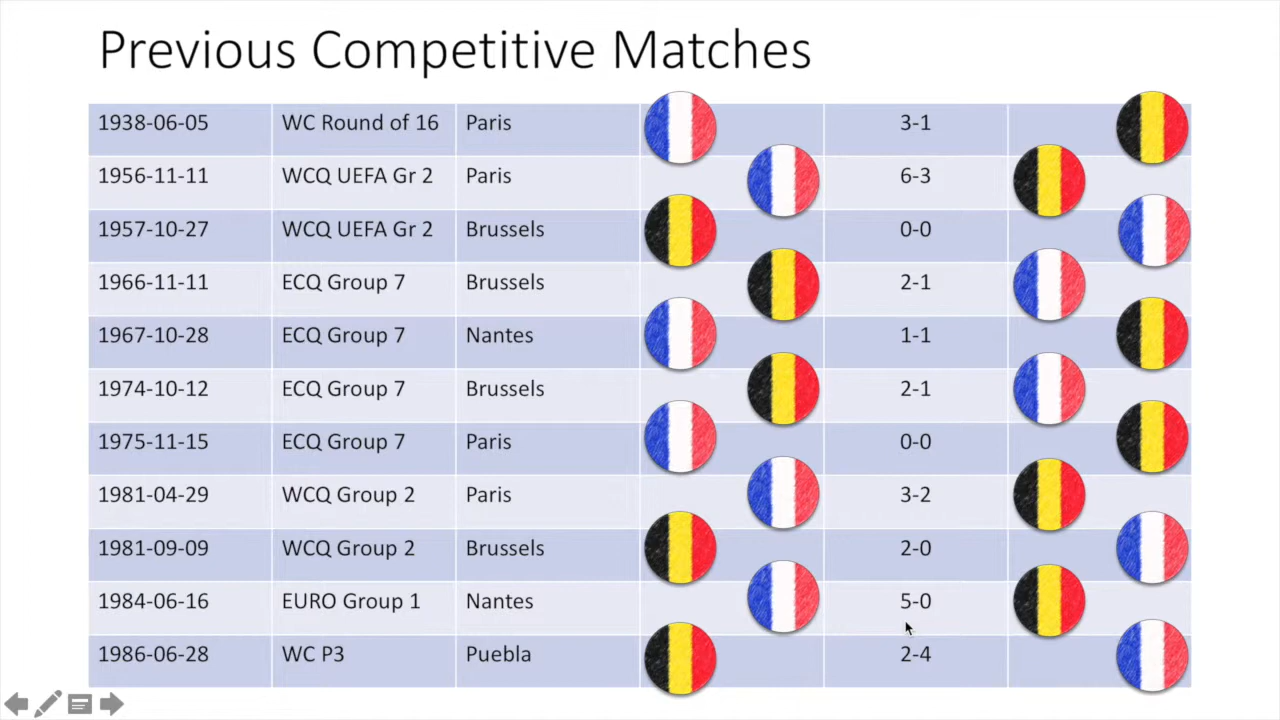 Previous Competitive Matches
1938-06-05 WC Round of 16 Paris 3-1
1956-11-11 WCQ UEFA Gr 2 Paris 6-3
1957-10-27 WCQ UEFA Gr 2 Brussels 0-0
1966-11-11 ECQ Group 7 Brussels 2-1
1967-10-28 ECQ Group 7 Nantes 1-1
1974-10-12 ECQ Group 7 Brussels 2-1
1975-11-15 ECQ Group 7 Paris 0-0
1981-04-29 WCQ Group 2 Paris 3-2
1981-09-09 WCQ Group 2 Brussels 2-0
1984-06-16 EURO Group 1 Nantes 5-0
1986-06-28 WC P3 Puebla 2-4